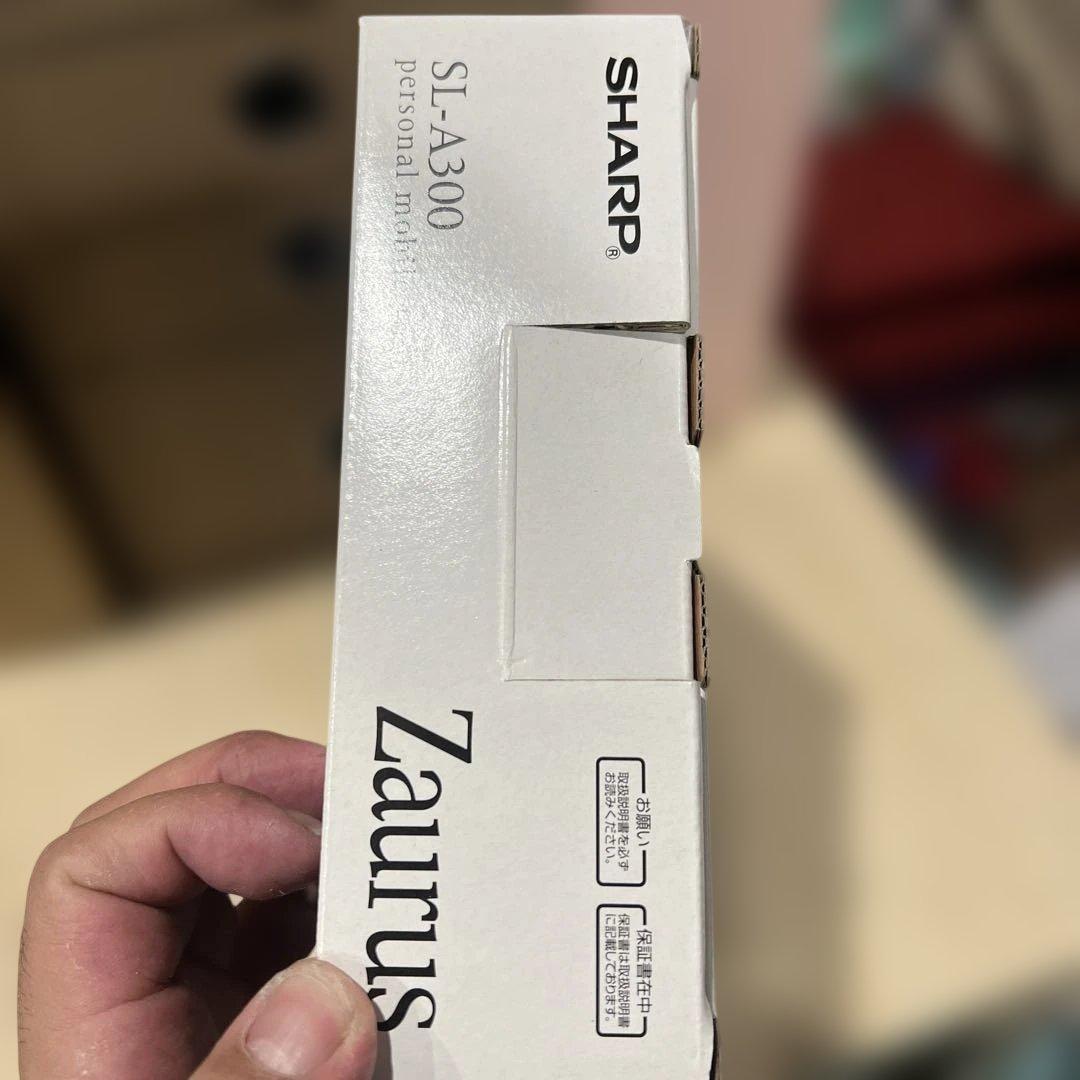 SHARP®
SL-A300
personal mobil
Zaurus
お願い
取扱説明書を必ず
お読みください。
保証書在中
保証書は取扱説明書
に記載しております。